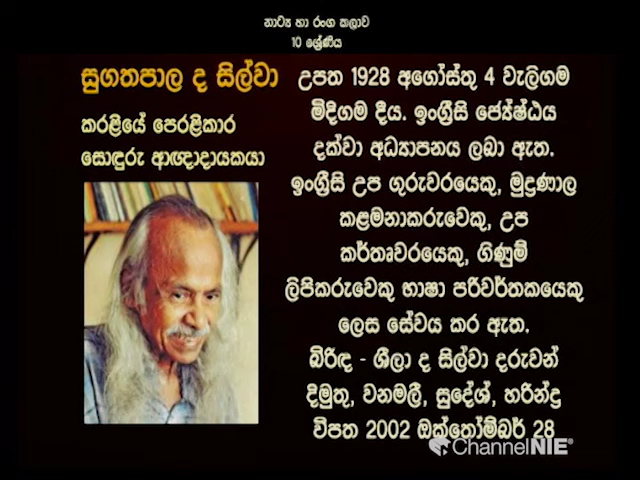 නාට්‍ය හා රංග කලාව
10 ශ්‍රේණිය
සුගතපාල ද සිල්වා
කරළියේ පෙරළිකාර
සොඳුරු ආඥාදායකයා
උපත 1928 අගෝස්තු 4 වැලිගම
මිදිගම දීය. ඉංග්‍රීසි ජ්‍යේෂ්ඨය
දක්වා අධ්‍යාපනය ලබා ඇත.
ඉංග්‍රීසි උප ගුරුවරයෙකු, මුද්‍රණාල
කළමනාකරුවෙකු, උප
කර්තෘවරයෙකු, ගිණුම්
ලිපිකරුවෙකු භාෂා පරිවර්තකයෙකු
ලෙස සේවය කර ඇත.
බිරිඳ - ශීලා ද සිල්වා දරුවන්
දිමුතු, වනමලී, සුදේශ්, හරින්ද්‍ර
විපත 2002 ඔක්තෝම්බර් 28
ChannelNIE®